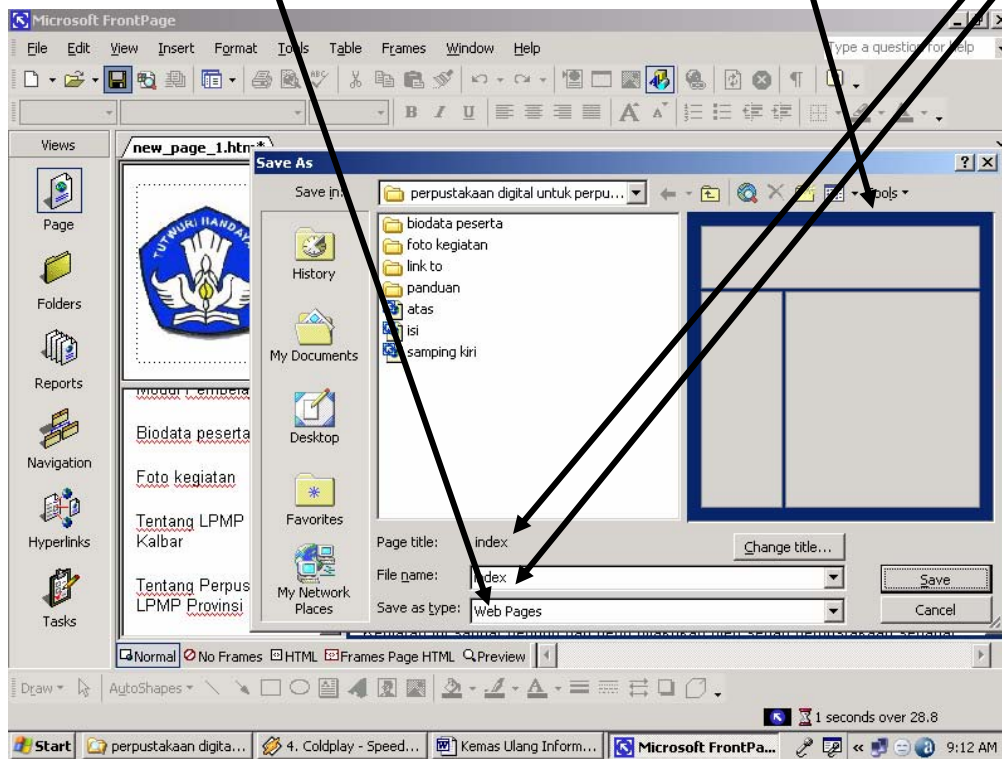 Microsoft FrontPage
File Edit View Insert Format Tools Table Frames Window Help
Type a question for help
B I U
Views
new_page_1.htm*
Save As
Save in:
perpustakaan digital untuk perpu...
Tools
Page
TUTWURI HANDAYA
biodata peserta
foto kegiatan
link to
panduan
atas
isi
samping kiri
History
Folders
My Documents
Reports
Desktop
Biodata peserta
Navigation
Foto kegiatan
Favorites
Tentang LPMP
Kalbar
Hyperlinks
Page title: index
Change title...
File name: index
Save
My Network
Places
Save as type: Web Pages
Cancel
Tentang Perpus
LPMP Provinsi
Tasks
Normal No Frames HTML Frames Page HTML Preview
Draw AutoShapes
1 seconds over 28.8
Start perpustakaan digita... 4. Coldplay - Speed... Kemas Ulang Inform... Microsoft FrontPa... 9:12 AM